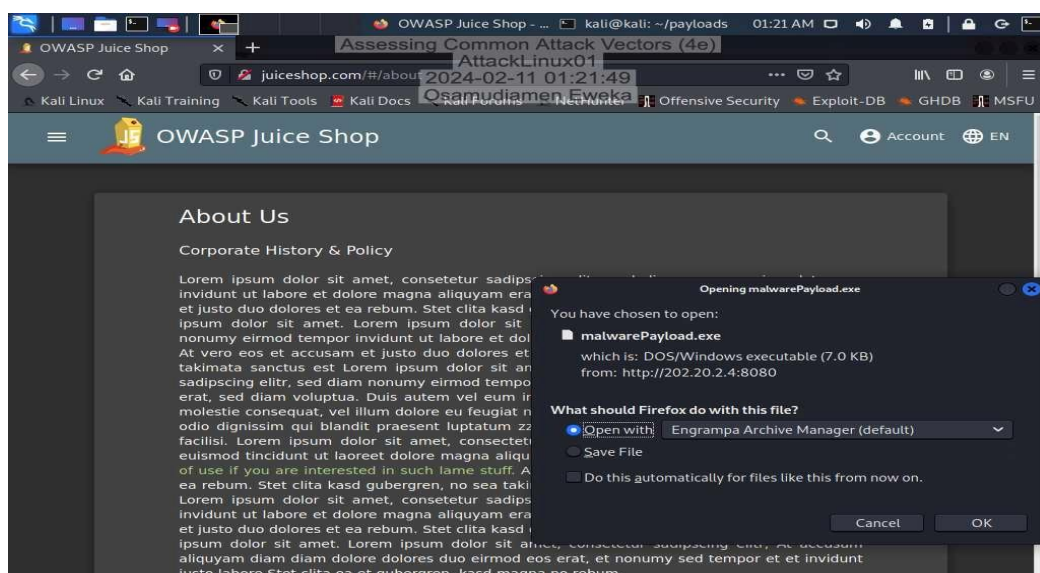 OWASP Juice Shop - ... kali@kali: ~/payloads 01:21 AM
OWASP Juice Shop
Assessing Common Attack Vectors (4e)
AttackLinux01
juiceshop.com/#/about
2024-02-11 01:21:49
Osamudiamen Eweka
Kali Linux Kali Training Kali Tools Kali Docs Kali Forums NetHunter Offensive Security Exploit-DB GHDB MSFU
OWASP Juice Shop Account EN
About Us
Corporate History & Policy
Lorem ipsum dolor sit amet, consetetur
invidunt ut labore et dolore magna aliquyam era
et justo duo dolores et ea rebum. Stet clita kasd
ipsum dolor sit amet. Lorem ipsum dolor sit
nonumy eirmod tempor invidunt ut labore et dol
At vero eos et accusam et justo duo dolores et
takimata sanctus est Lorem ipsum dolor sit am
sadipscing elitr, sed diam nonumy eirmod tempo
erat, sed diam voluptua. Duis autem vel eum ir
molestie consequat, vel illum dolore eu feugiat n
odio dignissim qui blandit praesent luptatum zz
facilisi. Lorem ipsum dolor sit amet, consectet
euismod tincidunt ut laoreet dolore magna aliqu
of use if you are interested in such lame stuff. A
ea rebum. Stet clita kasd gubergren, no sea taki
Lorem ipsum dolor sit amet, consetetur sadips
invidunt ut labore et dolore magna aliquyam era
et justo duo dolores et ea rebum. Stet clita kasd
ipsum dolor sit amet. Lorem ipsum dolor sit amet, consetetur sadipscing elitr, At accusam
aliquyam diam diam dolore dolores duo eirmod eos erat, et nonumy sed tempor et et invidunt
Opening malwarePayload.exe
You have chosen to open:
malwarePayload.exe
which is: DOS/Windows executable (7.0 KB)
from: http://202.20.2.4:8080
What should Firefox do with this file?
Open with Engrampa Archive Manager (default)
Save File
Do this automatically for files like this from now on.
Cancel OK